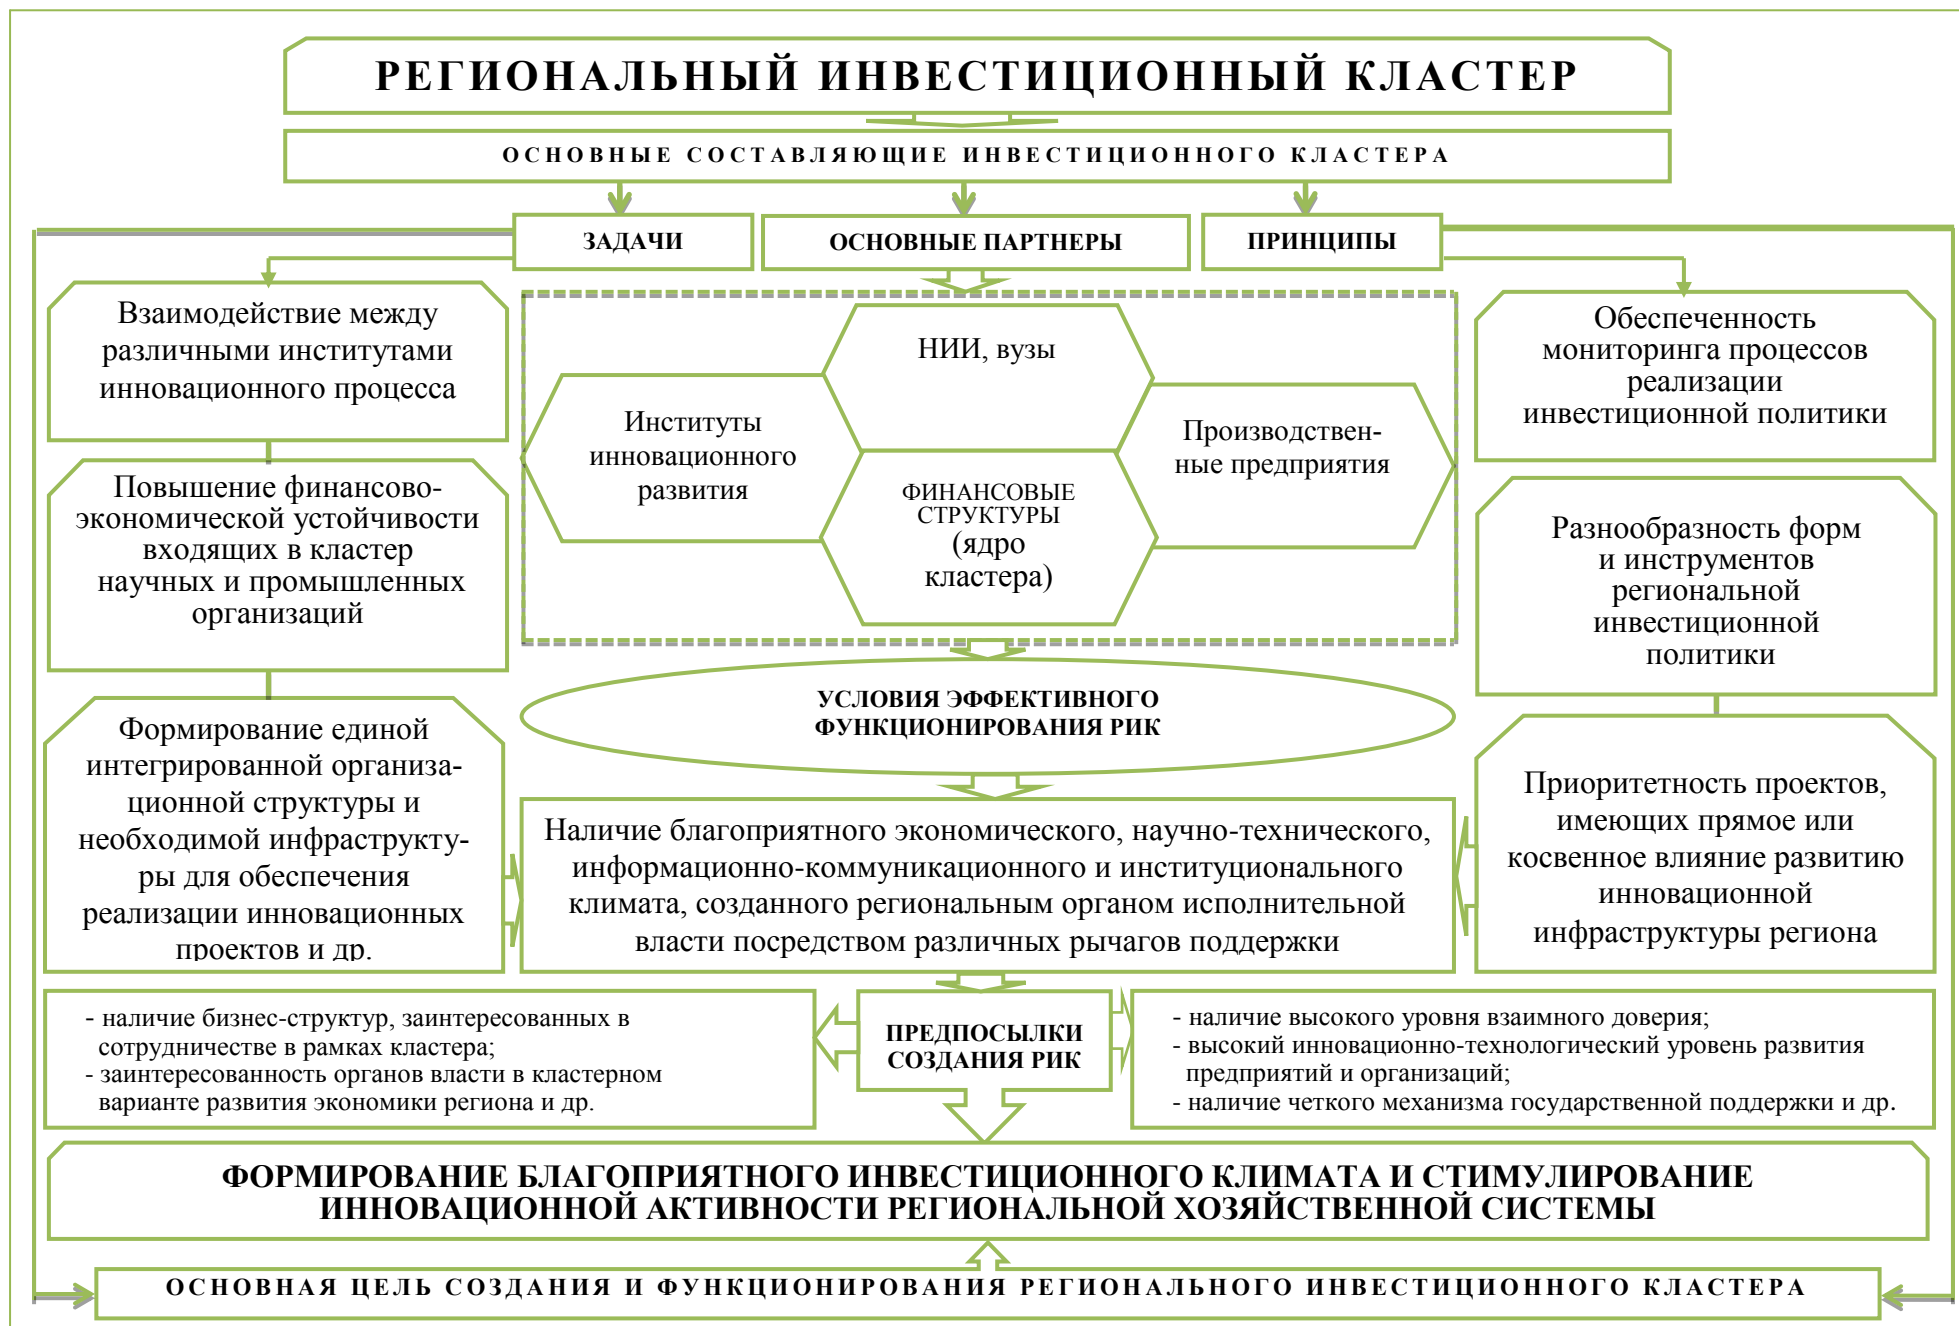 РЕГИОНАЛЬНЫЙ ИНВЕСТИЦИОННЫЙ КЛАСТЕР
ОСНОВНЫЕ СОСТАВЛЯЮЩИЕ ИНВЕСТИЦИОННОГО КЛАСТЕРА
ЗАДАЧИ
ОСНОВНЫЕ ПАРТНЕРЫ
ПРИНЦИПЫ
Взаимодействие между
различными институтами
инновационного процесса
Повышение финансово-
экономической устойчивости
входящих в кластер
научных и промышленных
организаций
Формирование единой
интегрированной организа-
ционной структуры и
необходимой инфраструкту-
ры для обеспечения
реализации инновационных
проектов и др.
НИИ, вузы
Институты
инновационного
развития
Производствен-
ные предприятия
ФИНАНСОВЫЕ
СТРУКТУРЫ
(ядро
кластера)
Обеспеченность
мониторинга процессов
реализации
инвестиционной политики
Разнообразность форм
и инструментов
региональной
инвестиционной
политики
Приоритетность проектов,
имеющих прямое или
косвенное влияние развитию
инновационной
инфраструктуры региона
УСЛОВИЯ ЭФФЕКТИВНОГО
ФУНКЦИОНИРОВАНИЯ РИК
Наличие благоприятного экономического, научно-технического,
информационно-коммуникационного и институционального
климата, созданного региональным органом исполнительной
власти посредством различных рычагов поддержки
- наличие бизнес-структур, заинтересованных в
сотрудничестве в рамках кластера;
- заинтересованность органов власти в кластерном
варианте развития экономики региона и др.
ПРЕДПОСЫЛКИ
СОЗДАНИЯ РИК
- наличие высокого уровня взаимного доверия;
- высокий инновационно-технологический уровень развития
предприятий и организаций;
- наличие четкого механизма государственной поддержки и др.
ФОРМИРОВАНИЕ БЛАГОПРИЯТНОГО ИНВЕСТИЦИОННОГО КЛИМАТА И СТИМУЛИРОВАНИЕ
ИННОВАЦИОННОЙ АКТИВНОСТИ РЕГИОНАЛЬНОЙ ХОЗЯЙСТВЕННОЙ СИСТЕМЫ
ОСНОВНАЯ ЦЕЛЬ СОЗДАНИЯ И ФУНКЦИОНИРОВАНИЯ РЕГИОНАЛЬНОГО ИНВЕСТИЦИОННОГО КЛАСТЕРА